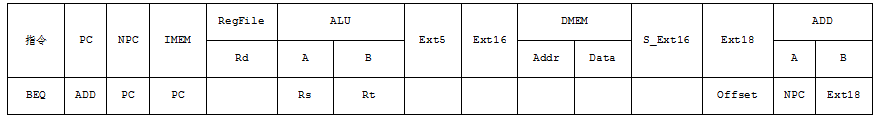 指令 PC NPC IMEM RegFile ALU Ext5 Ext16 DMEM S_Ext16 Ext18 ADD
Rd A B Addr Data A B
BEQ ADD PC PC Rs Rt Offset NPC Ext18